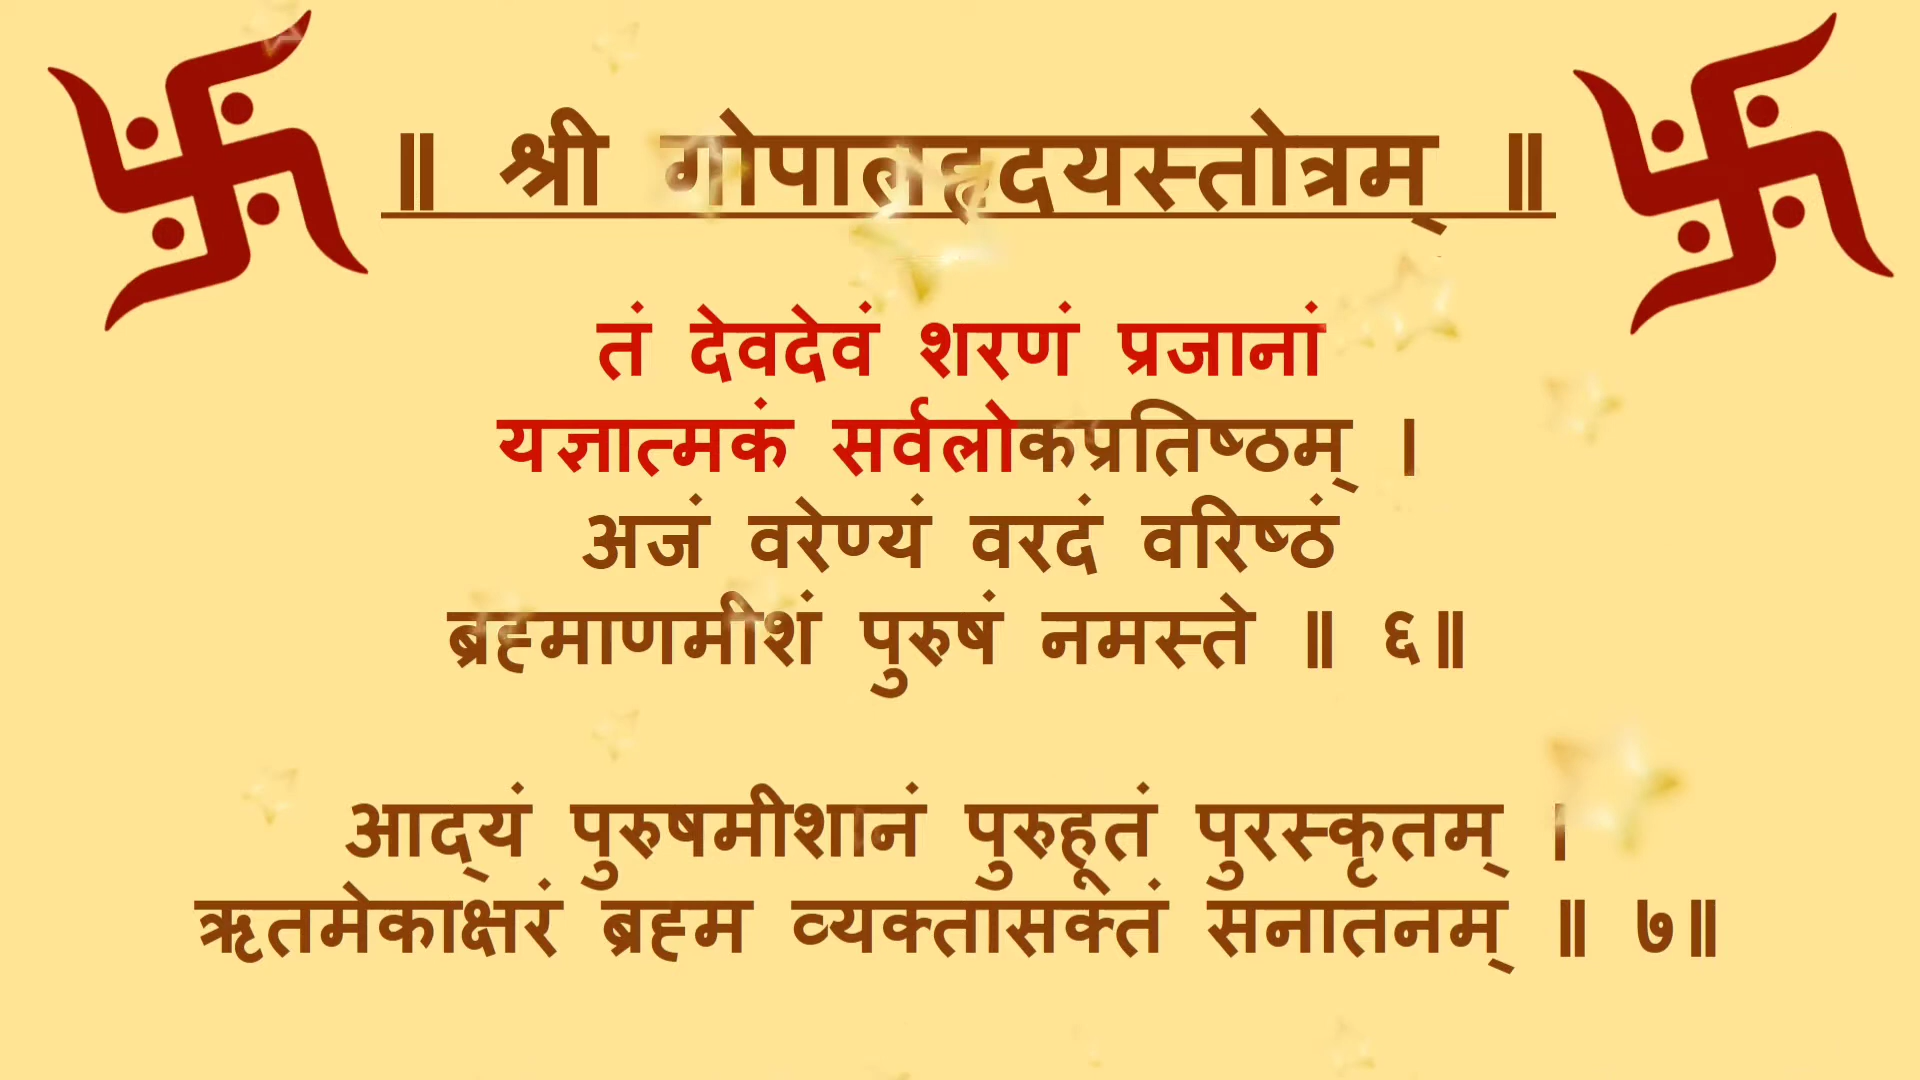 ॥ श्री गोपालहृदयस्तोत्रम् ॥
तं देवदेवं शरणं प्रजानां
यज्ञात्मकं सर्वलोकप्रतिष्ठम् ।
अजं वरेण्यं वरदं वरिष्ठं
ब्रह्माणमीशं पुरुषं नमस्ते ॥ ६॥
आद्यं पुरुषमीशानं पुरुहूतं पुरस्कृतम् ।
ऋतमेकाक्षरं ब्रह्म व्यक्तासक्तं सनातनम् ॥ ७॥